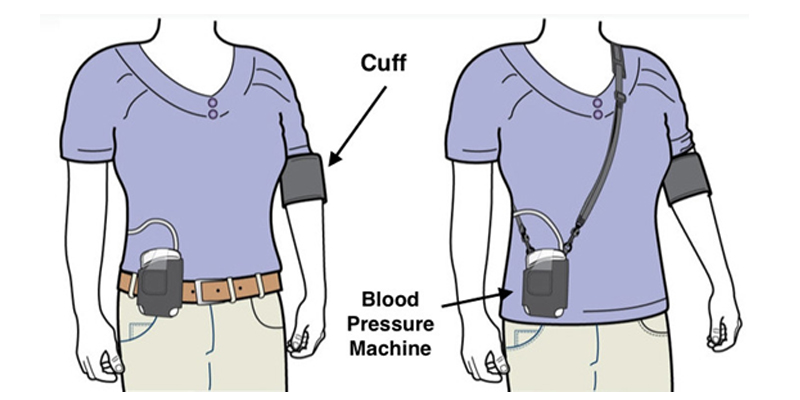 Cuff
Blood
Pressure
Machine